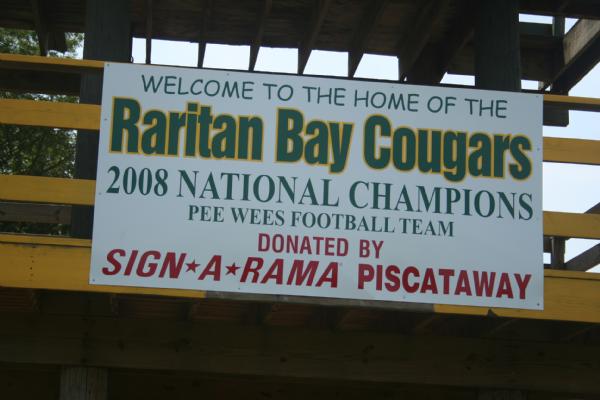 WELCOME TO THE HOME OF THE
Raritan Bay Cougars
2008 NATIONAL CHAMPIONS
PEE WEES FOOTBALL TEAM
DONATED BY
SIGN★A★RAMA PISCATAWAY